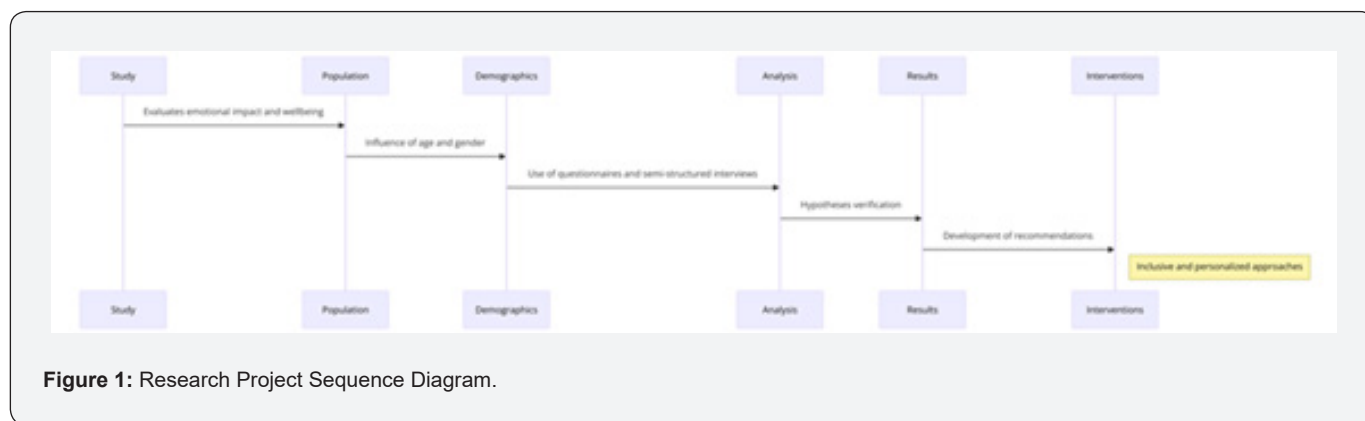 Study Population Demographics Analysis Results Interventions
Evaluates emotional impact and wellbeing
Influence of age and gender
Use of questionnaires and semi-structured interviews
Hypotheses verification
Development of recommendations
Inclusive and personalized approaches
Study Population Demographics Analysis Results Interventions
Figure 1: Research Project Sequence Diagram.